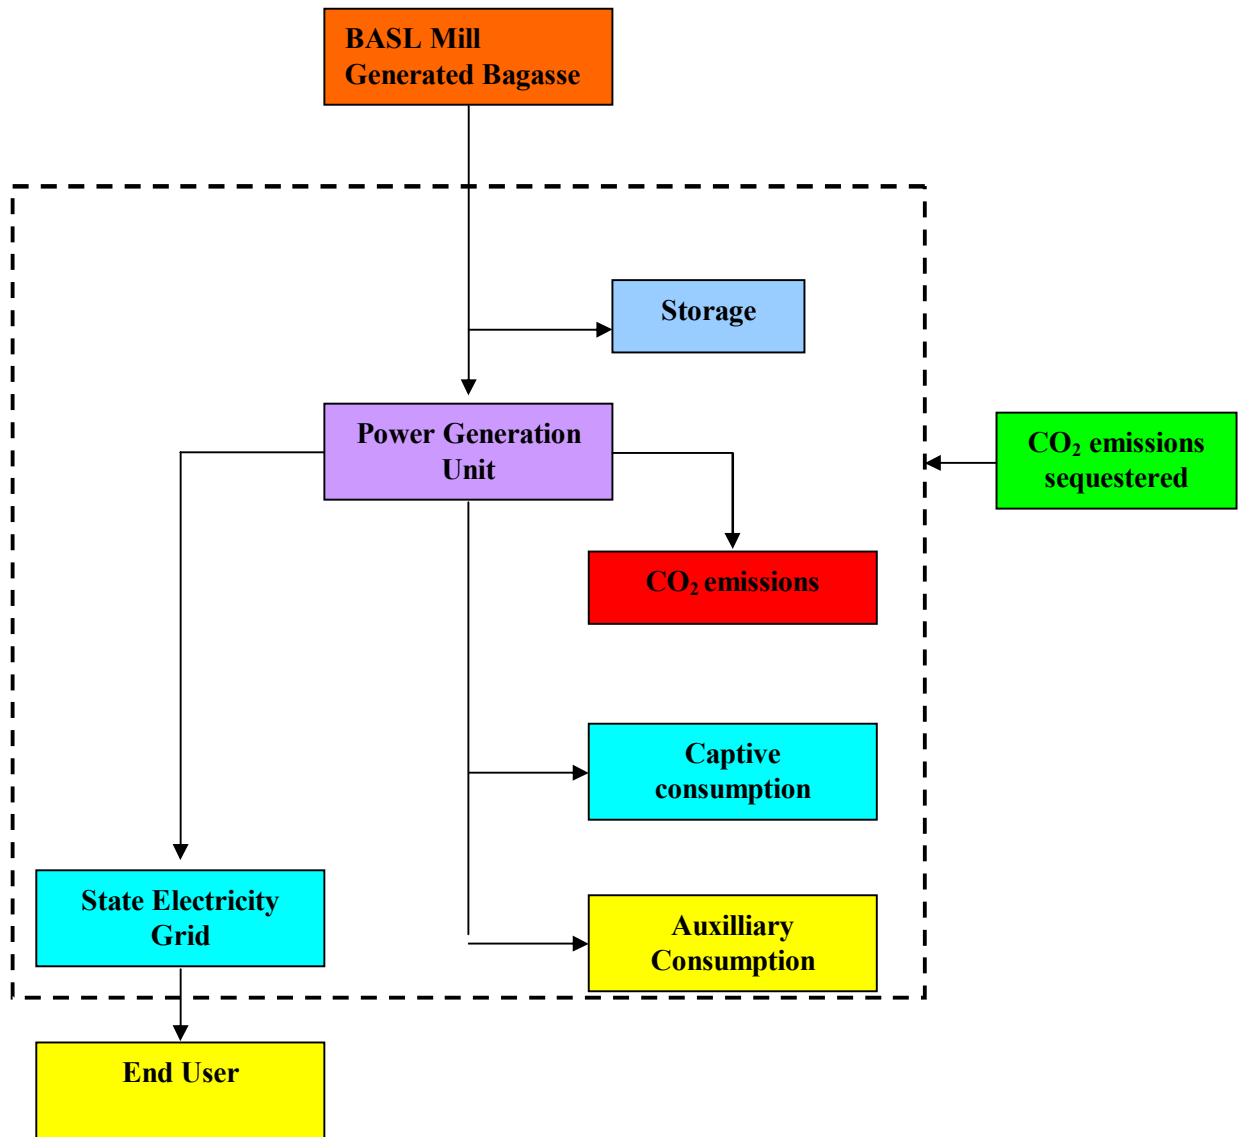 BASL Mill
Generated Bagasse
Storage
Power Generation
Unit
CO₂ emissions
sequestered
CO₂ emissions
Captive
consumption
State Electricity
Grid
Auxilliary
Consumption
End User